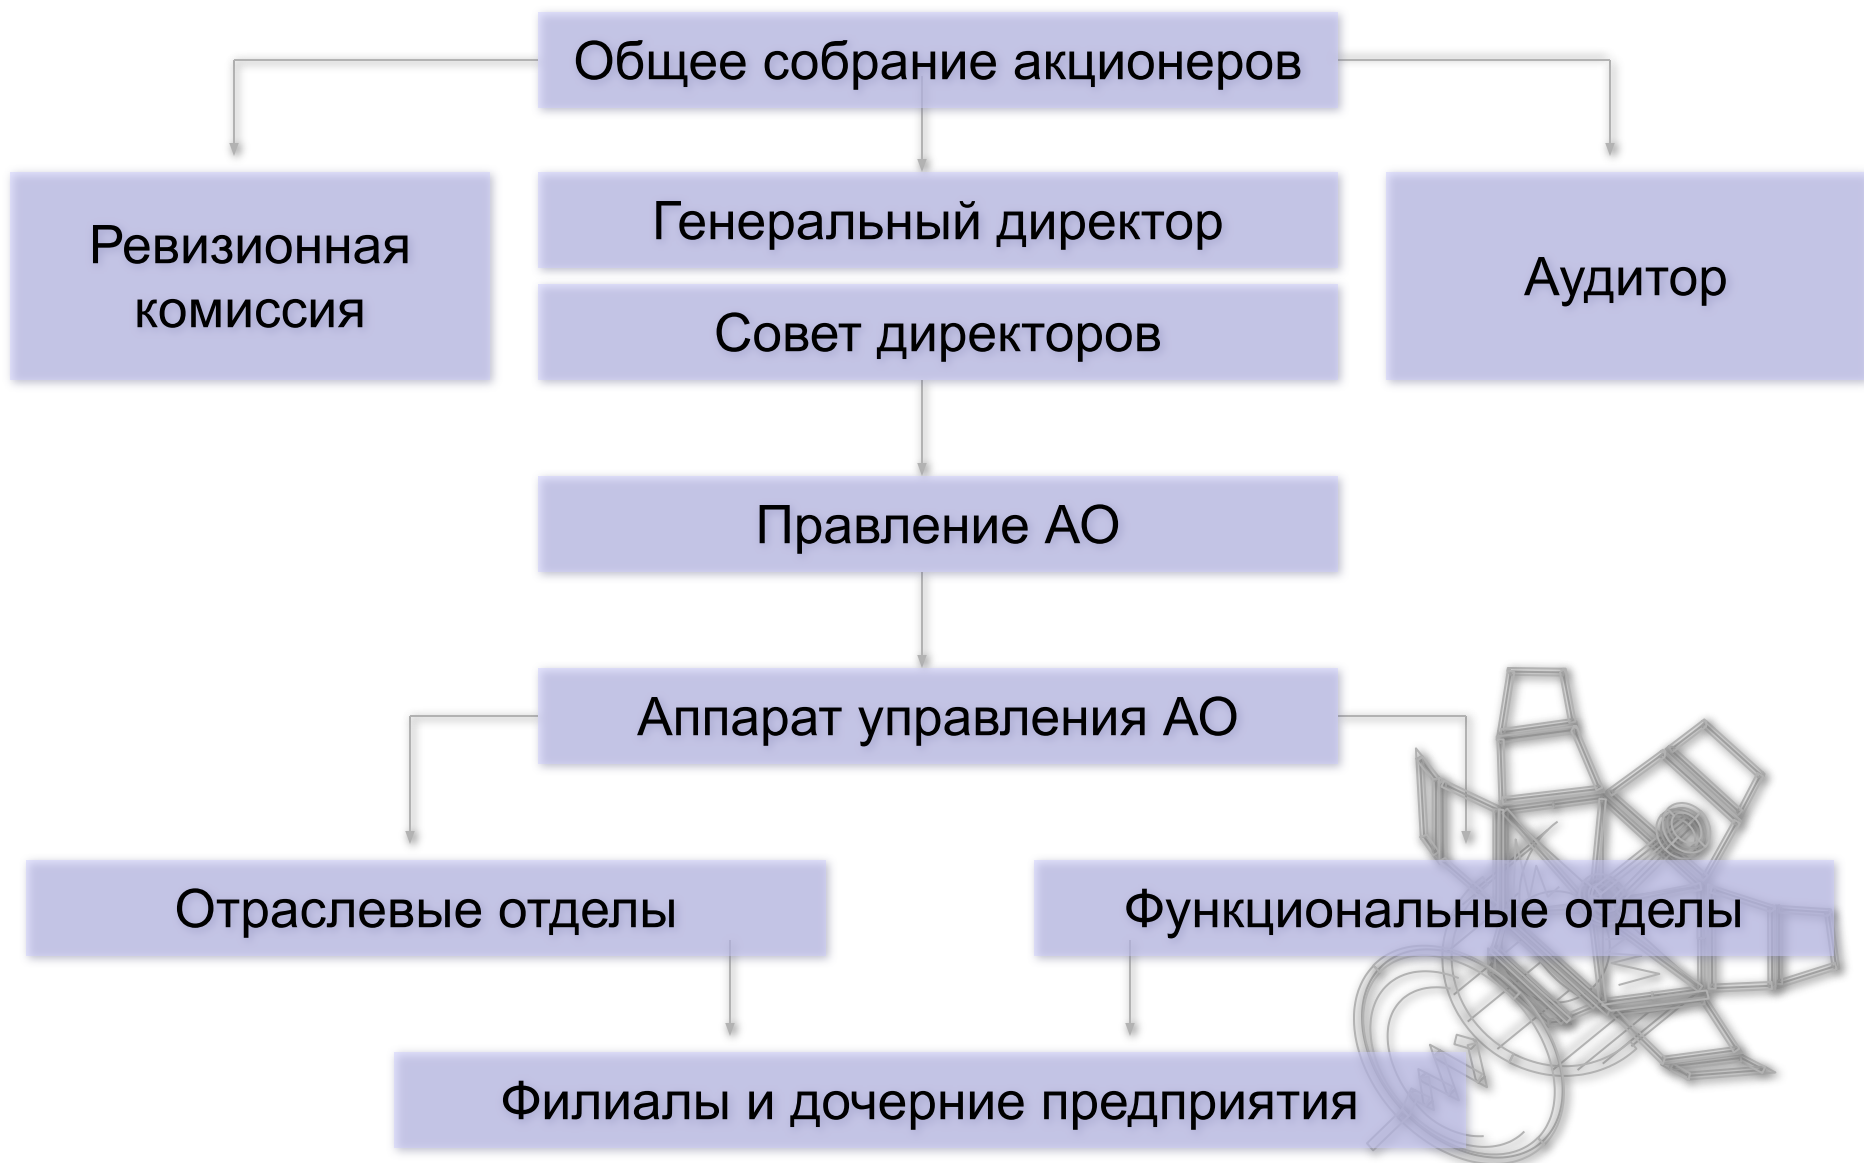 Общее собрание акционеров
Ревизионная
комиссия
Генеральный директор
Совет директоров
Аудитор
Правление АО
Аппарат управления АО
Отраслевые отделы
Функциональные отделы
Филиалы и дочерние предприятия